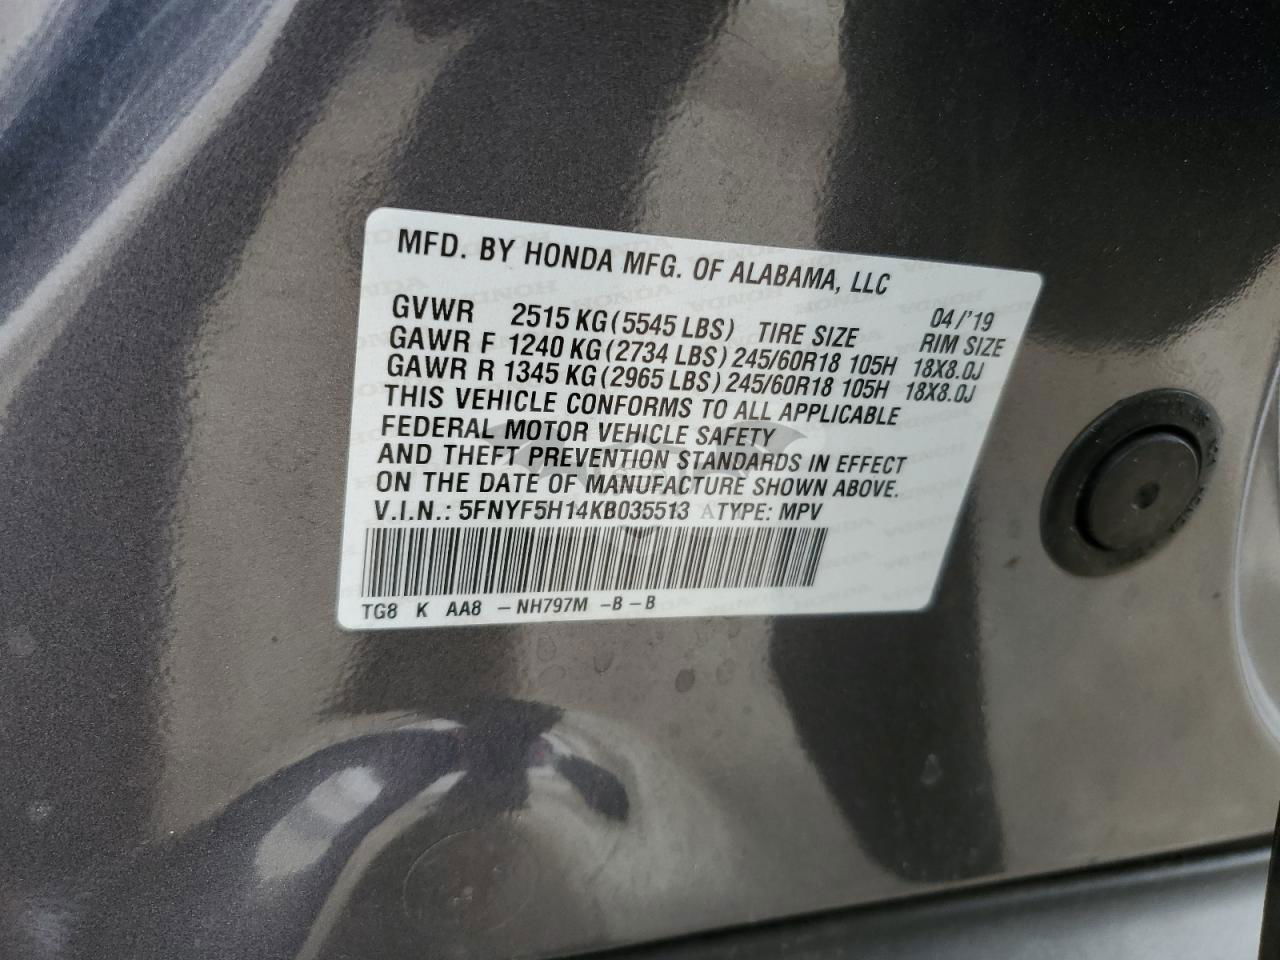 MFD. BY HONDA MFG. OF ALABAMA, LLC
04/'19
GVWR 2515 KG (5545 LBS) TIRE SIZE RIM SIZE
GAWR F 1240 KG (2734 LBS) 245/60R18 105H 18X8.0J
GAWR R 1345 KG (2965 LBS) 245/60R18 105H 18X8.0J
THIS VEHICLE CONFORMS TO ALL APPLICABLE
FEDERAL MOTOR VEHICLE SAFETY
AND THEFT PREVENTION STANDARDS IN EFFECT
ON THE DATE OF MANUFACTURE SHOWN ABOVE.
V.I.N.: 5FNYF5H14KB035513 TYPE: MPV
TG8 K AA8 -NH797M -B -B